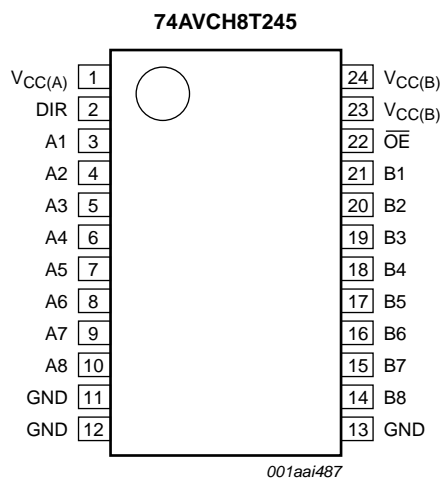 74AVCH8T245
VCC(A) 1 24 VCC(B)
DIR 2 23 VCC(B)
A1 3 22 OE
A2 4 21 B1
A3 5 20 B2
A4 6 19 B3
A5 7 18 B4
A6 8 17 B5
A7 9 16 B6
A8 10 15 B7
GND 11 14 B8
GND 12 13 GND
001aai487